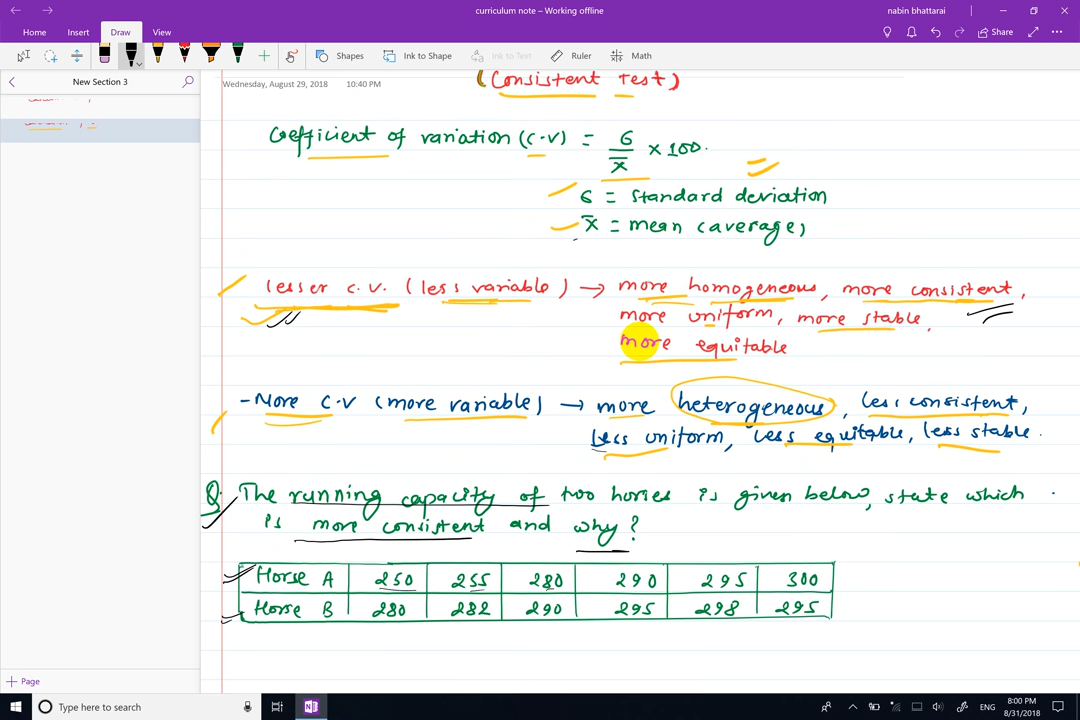 curriculum note – Working offline
nabin bhattarai
Home Insert Draw View
Share
Shapes Ink to Shape Ink to Text Ruler Math
New Section 3
Wednesday, August 29, 2018 10:40 PM
(Consistent Test)
Coefficient of variation (C.V) = σ/x̄ × 100.
σ = Standard deviation
x̄ = mean (average)
lesser C.V. (less variable) → more homogeneous, more consistent,
more uniform, more stable,
more equitable
- More C.V (more variable) → more heterogeneous, less consistent,
less uniform, less equitable, less stable.
Q The running capacity of two horses is given below, state which
is more consistent and why?
Horse A 250 255 280 290 295 300
Horse B 280 282 290 295 298 295
+ Page
Type here to search
ENG
8:00 PM
8/31/2018